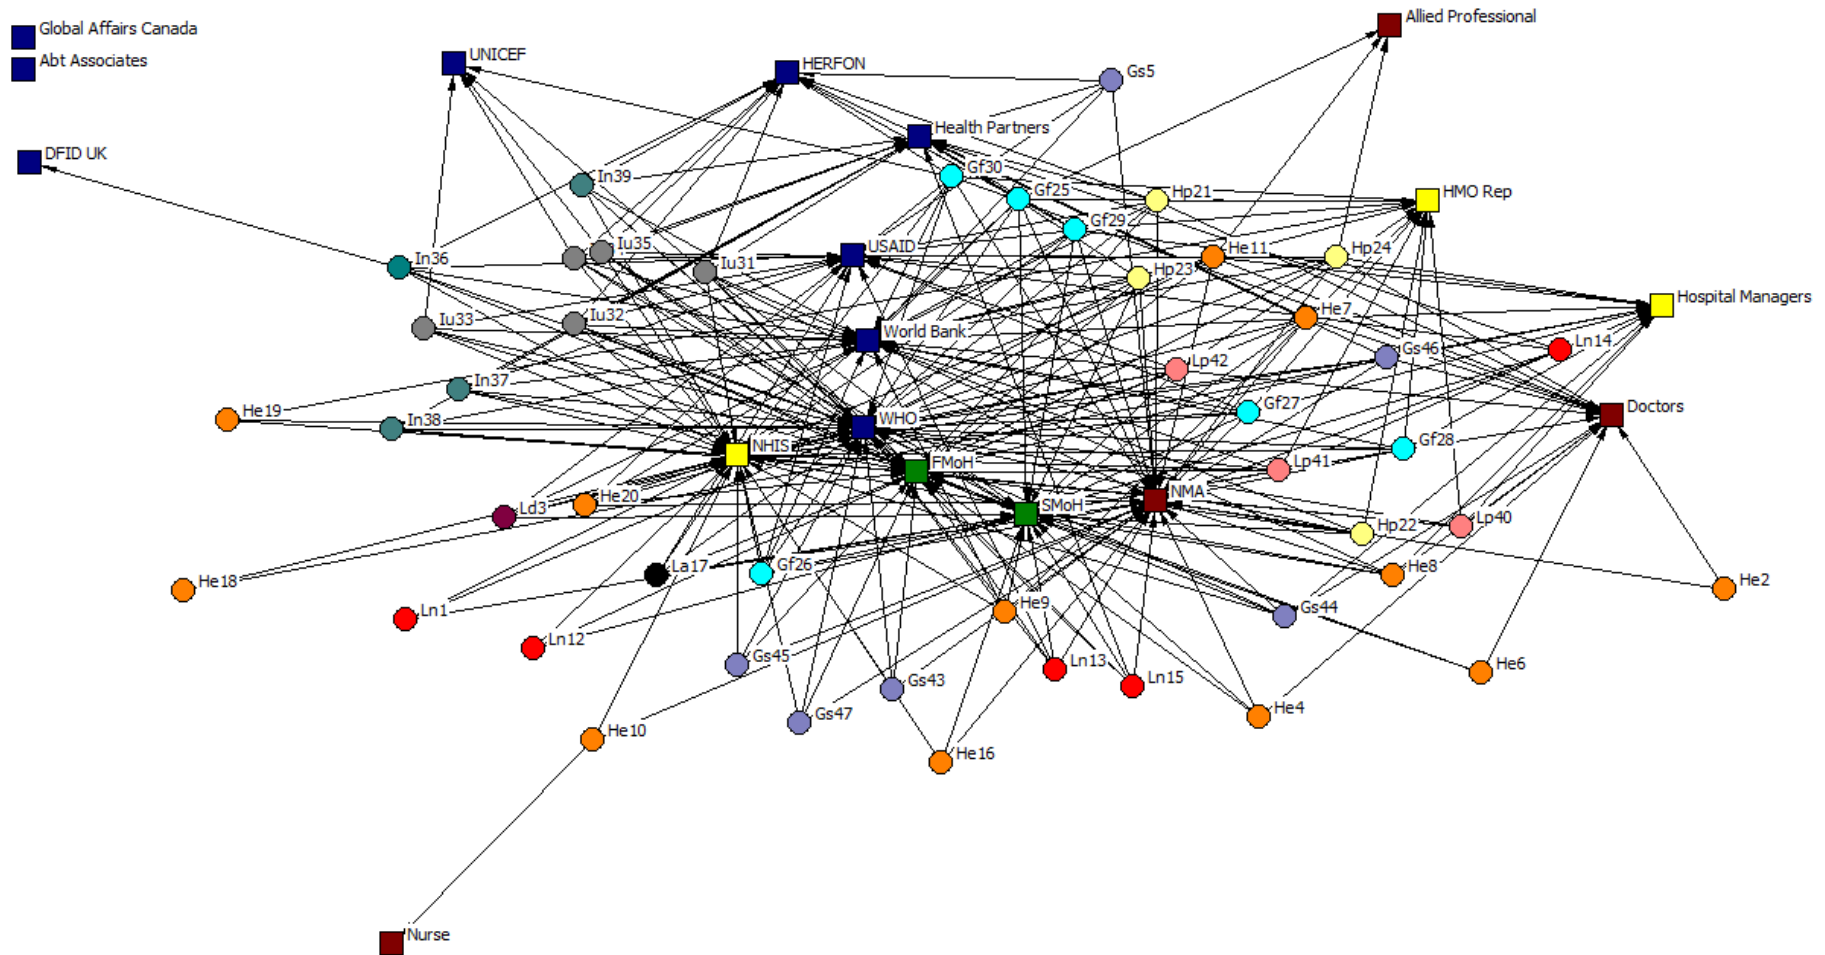 Allied Professional
Global Affairs Canada
UNICEF
Abt Associates
HERFON
Gs5
Health Partners
DFID UK
Gf30
In39
Gf25
Hp21
HMO Rep
Gf29
Iu35
USAID
He11
Hp24
In36
Iu31
Hp23
Hospital Managers
He7
Iu33
Iu32
World Bank
Ln14
Gs46
Lp42
In37
He19
Gf27
Doctors
In38
WHO
NHIS
Gf28
FMoH
Lp41
NMA
He20
Ld3
SMoH
Lp40
Hp22
La17
Gf26
He8
He18
He2
He9
Gs44
Ln1
Ln12
Gs45
Ln13
He6
Ln15
Gs43
He4
Gs47
He10
He16
Nurse